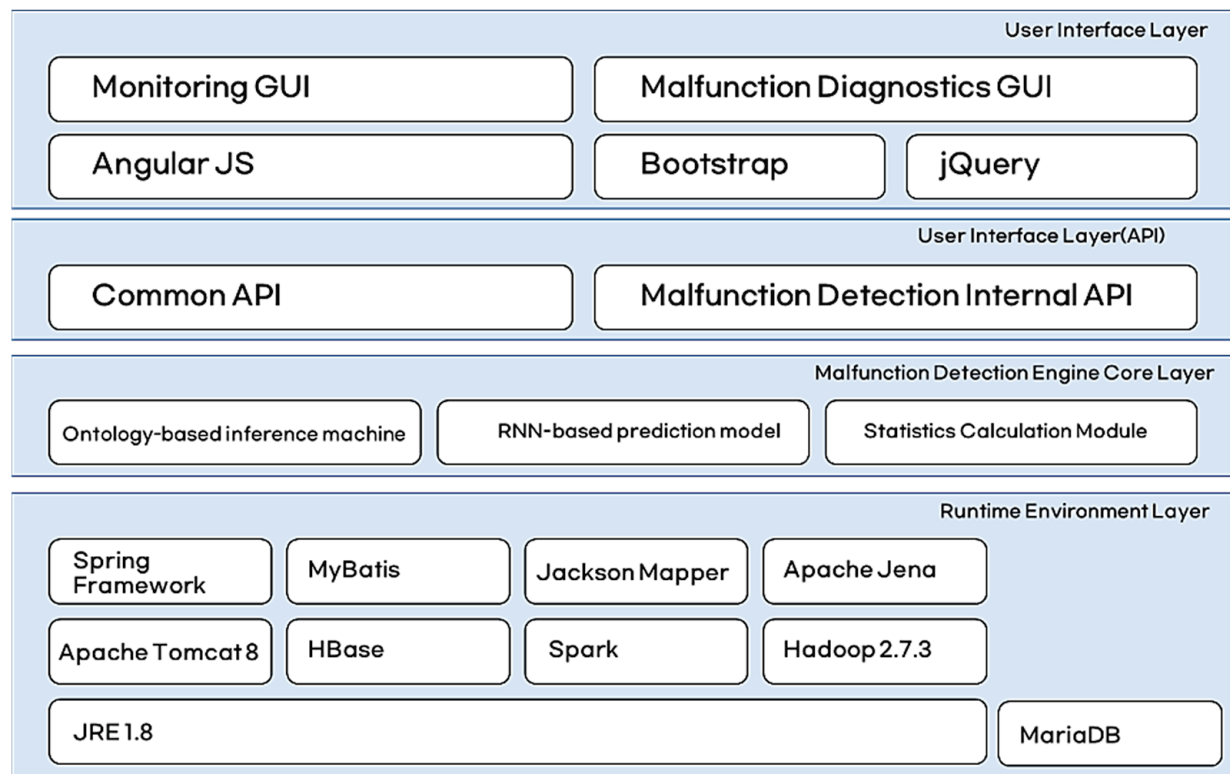 User Interface Layer
Monitoring GUI
Malfunction Diagnostics GUI
Angular JS
Bootstrap
jQuery
User Interface Layer(API)
Common API
Malfunction Detection Internal API
Malfunction Detection Engine Core Layer
Ontology-based inference machine
RNN-based prediction model
Statistics Calculation Module
Runtime Environment Layer
Spring
Framework
MyBatis
Jackson Mapper
Apache Jena
Apache Tomcat 8
HBase
Spark
Hadoop 2.7.3
JRE 1.8
MariaDB